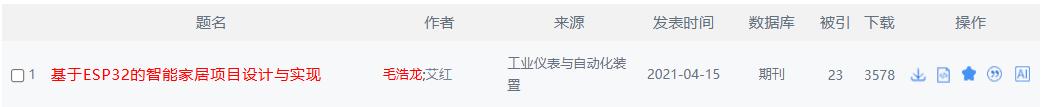 题名 作者 来源 发表时间 数据库 被引 下载 操作
1 基于ESP32的智能家居项目设计与实现 毛浩龙;艾红 工业仪表与自动化装置 2021-04-15 期刊 23 3578 AI